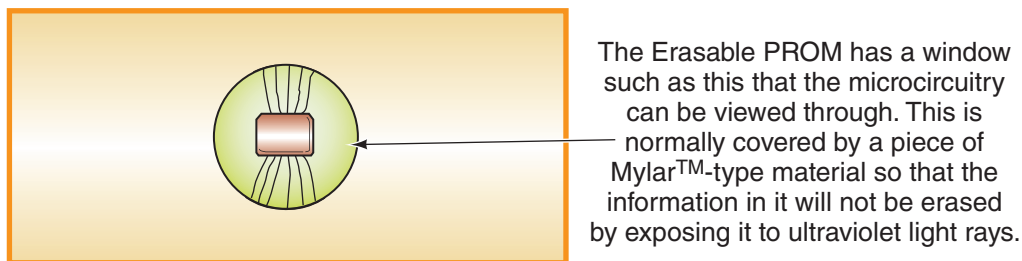 The Erasable PROM has a window
such as this that the microcircuitry
can be viewed through. This is
normally covered by a piece of
Mylar™-type material so that the
information in it will not be erased
by exposing it to ultraviolet light rays.